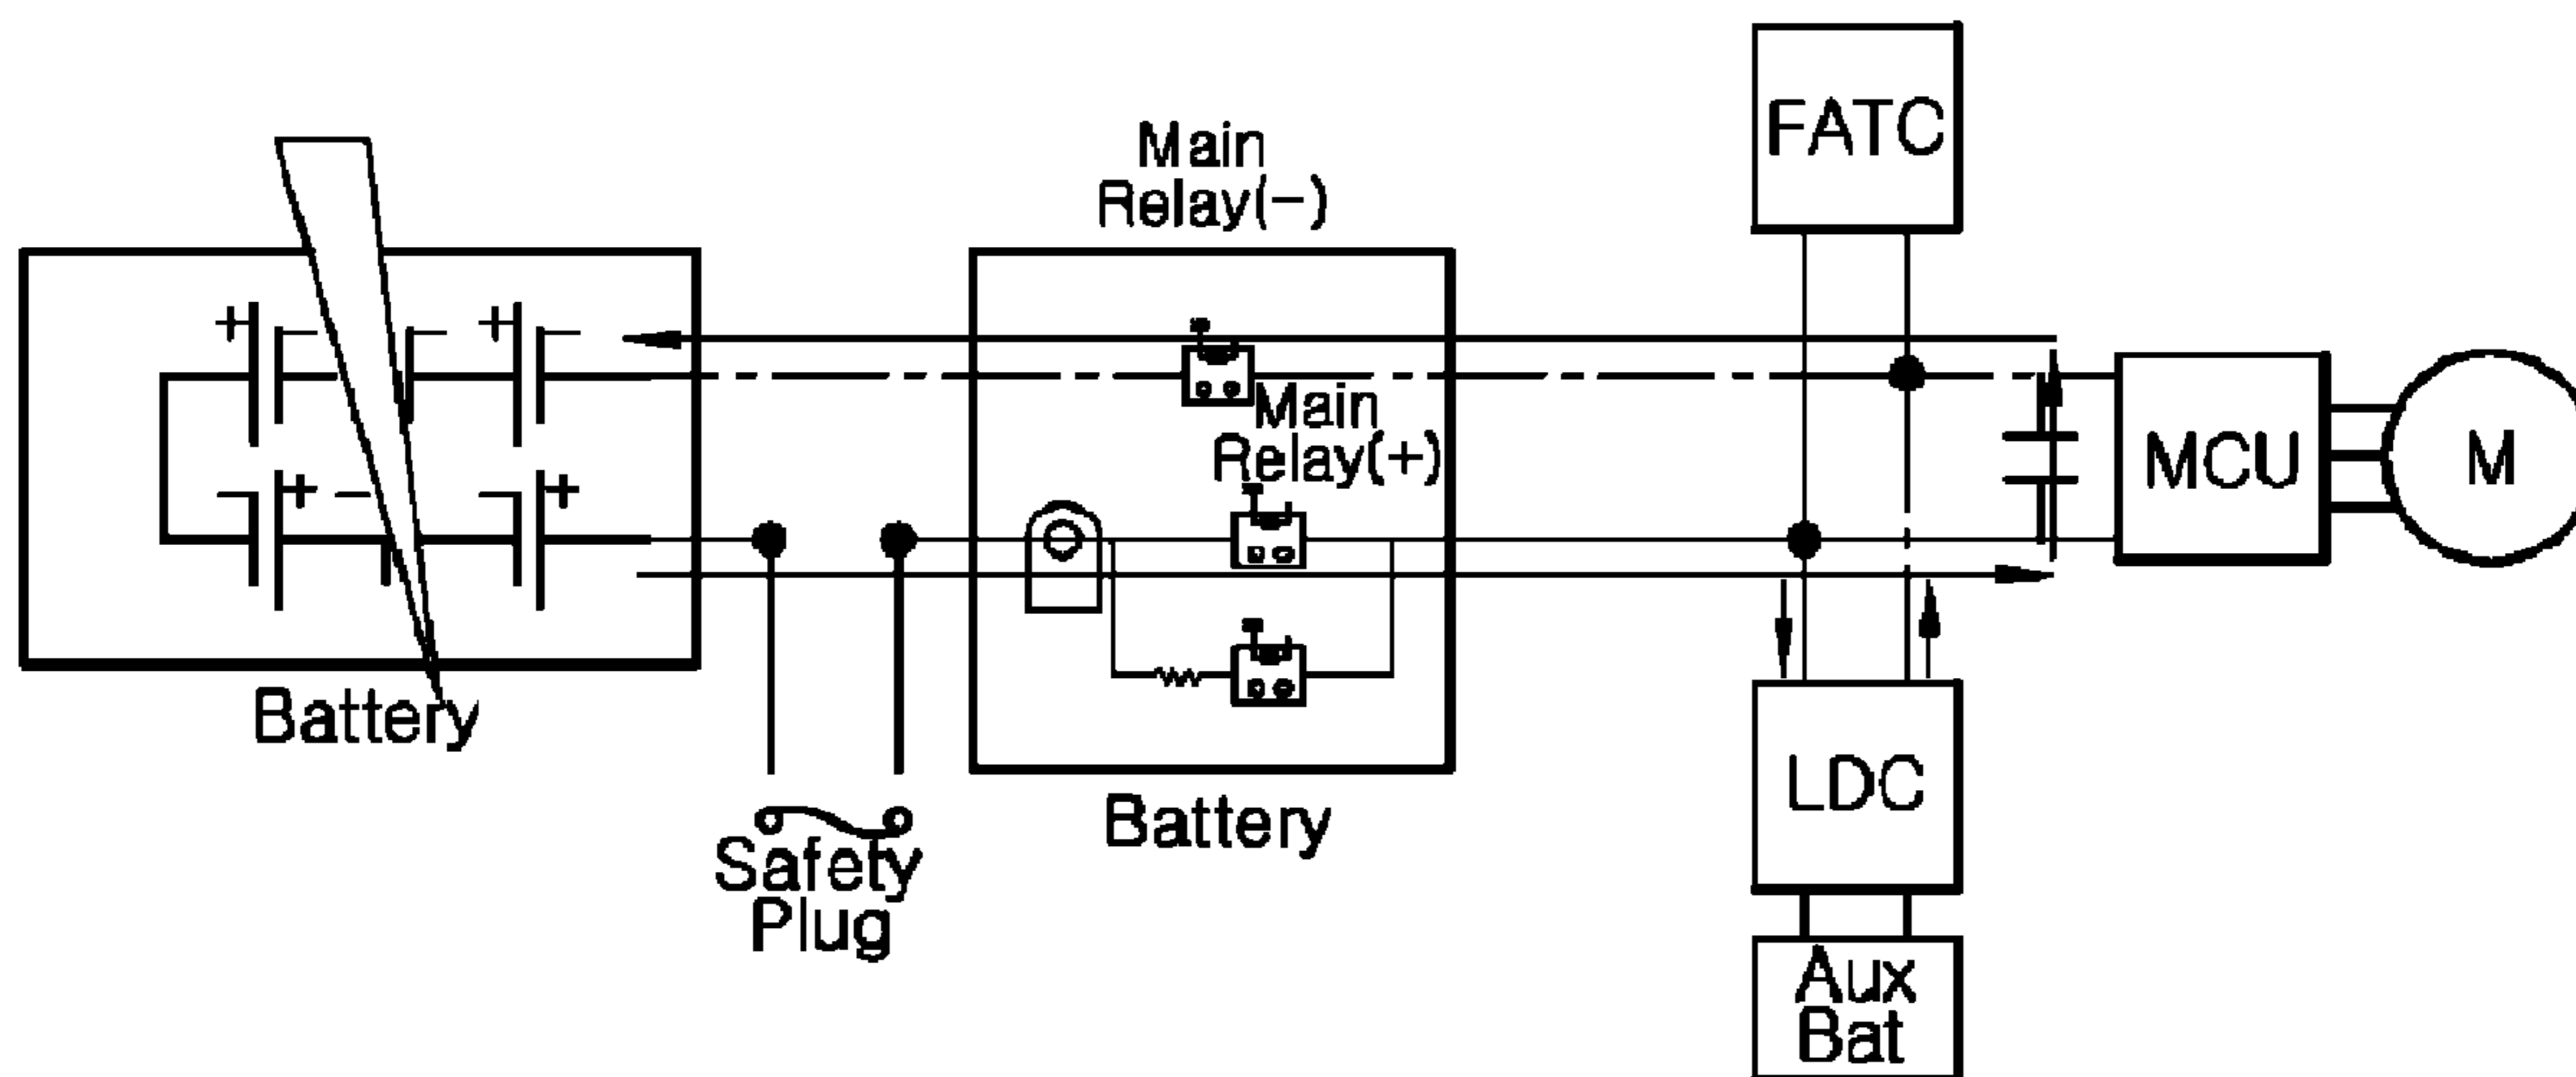 FATC
Main
Relay(-)
+
+
Main
Relay(+)
MCU
M
+
+
Battery
Safety
Plug
Battery
LDC
Aux
Bat